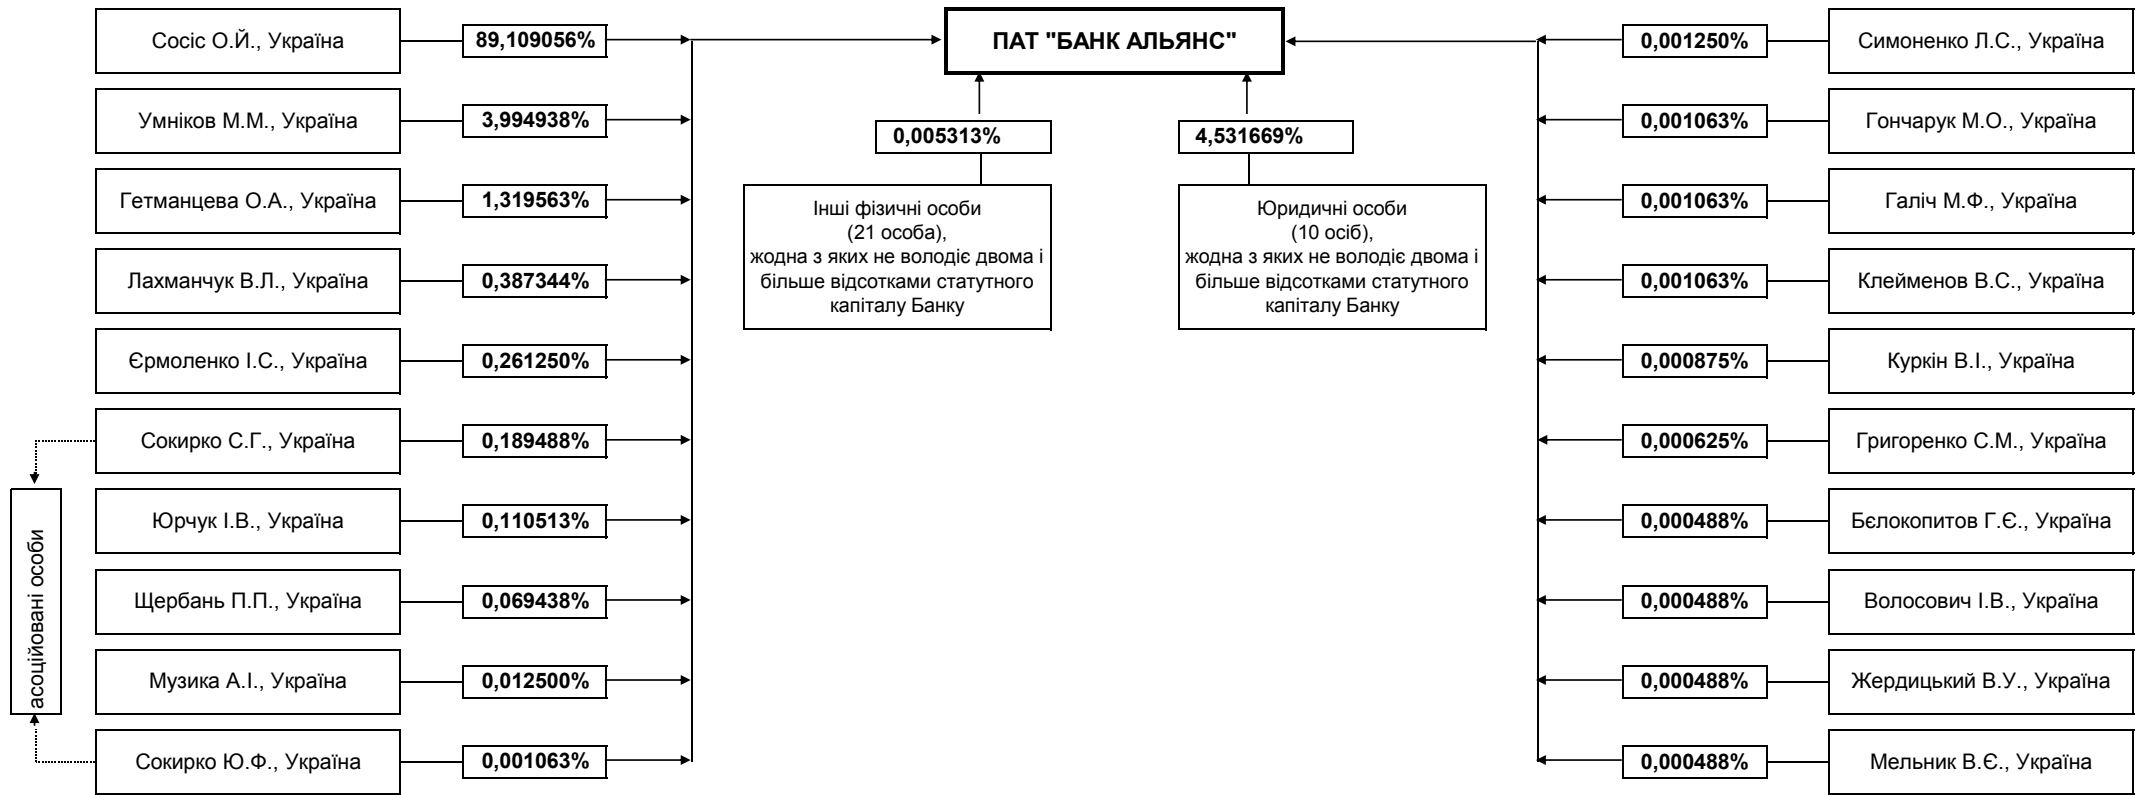 Сосіс О.Й., Україна
89,109056%
ПАТ "БАНК АЛЬЯНС"
0,001250%
Симоненко Л.С., Україна
Умніков М.М., Україна
3,994938%
0,005313%
4,531669%
0,001063%
Гончарук М.О., Україна
Гетманцева О.А., Україна
1,319563%
Інші фізичні особи
(21 особа),
жодна з яких не володіє двома і
більше відсотками статутного
капіталу Банку
Юридичні особи
(10 осіб),
жодна з яких не володіє двома і
більше відсотками статутного
капіталу Банку
0,001063%
Галіч М.Ф., Україна
Лахманчук В.Л., Україна
0,387344%
0,001063%
Клейменов В.С., Україна
Єрмоленко І.С., Україна
0,261250%
0,000875%
Куркін В.І., Україна
Сокирко С.Г., Україна
0,189488%
0,000625%
Григоренко С.М., Україна
асоційовані особи
Юрчук І.В., Україна
0,110513%
0,000488%
Бєлокопитов Г.Є., Україна
Щербань П.П., Україна
0,069438%
0,000488%
Волосович І.В., Україна
Музика А.І., Україна
0,012500%
0,000488%
Жердицький В.У., Україна
Сокирко Ю.Ф., Україна
0,001063%
0,000488%
Мельник В.Є., Україна